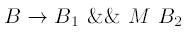 B → B₁ && M B₂